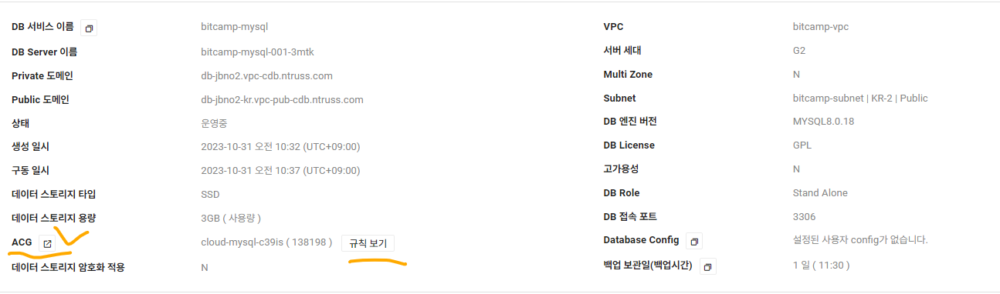 DB 서비스 이름 bitcamp-mysql VPC bitcamp-vpc
DB Server 이름 bitcamp-mysql-001-3mtk 서버 세대 G2
Private 도메인 db-jbno2.vpc-cdb.ntruss.com Multi Zone N
Public 도메인 db-jbno2-kr.vpc-pub-cdb.ntruss.com Subnet bitcamp-subnet | KR-2 | Public
상태 운영중 DB 엔진 버전 MYSQL8.0.18
생성 일시 2023-10-31 오전 10:32 (UTC+09:00) DB License GPL
구동 일시 2023-10-31 오전 10:37 (UTC+09:00) 고가용성 N
데이터 스토리지 타입 SSD DB Role Stand Alone
데이터 스토리지 용량 3GB ( 사용량 ) DB 접속 포트 3306
ACG cloud-mysql-c39is ( 138198 ) 규칙 보기 Database Config 설정된 사용자 config가 없습니다.
데이터 스토리지 암호화 적용 N 백업 보관일(백업시간) 1 일 ( 11:30 )